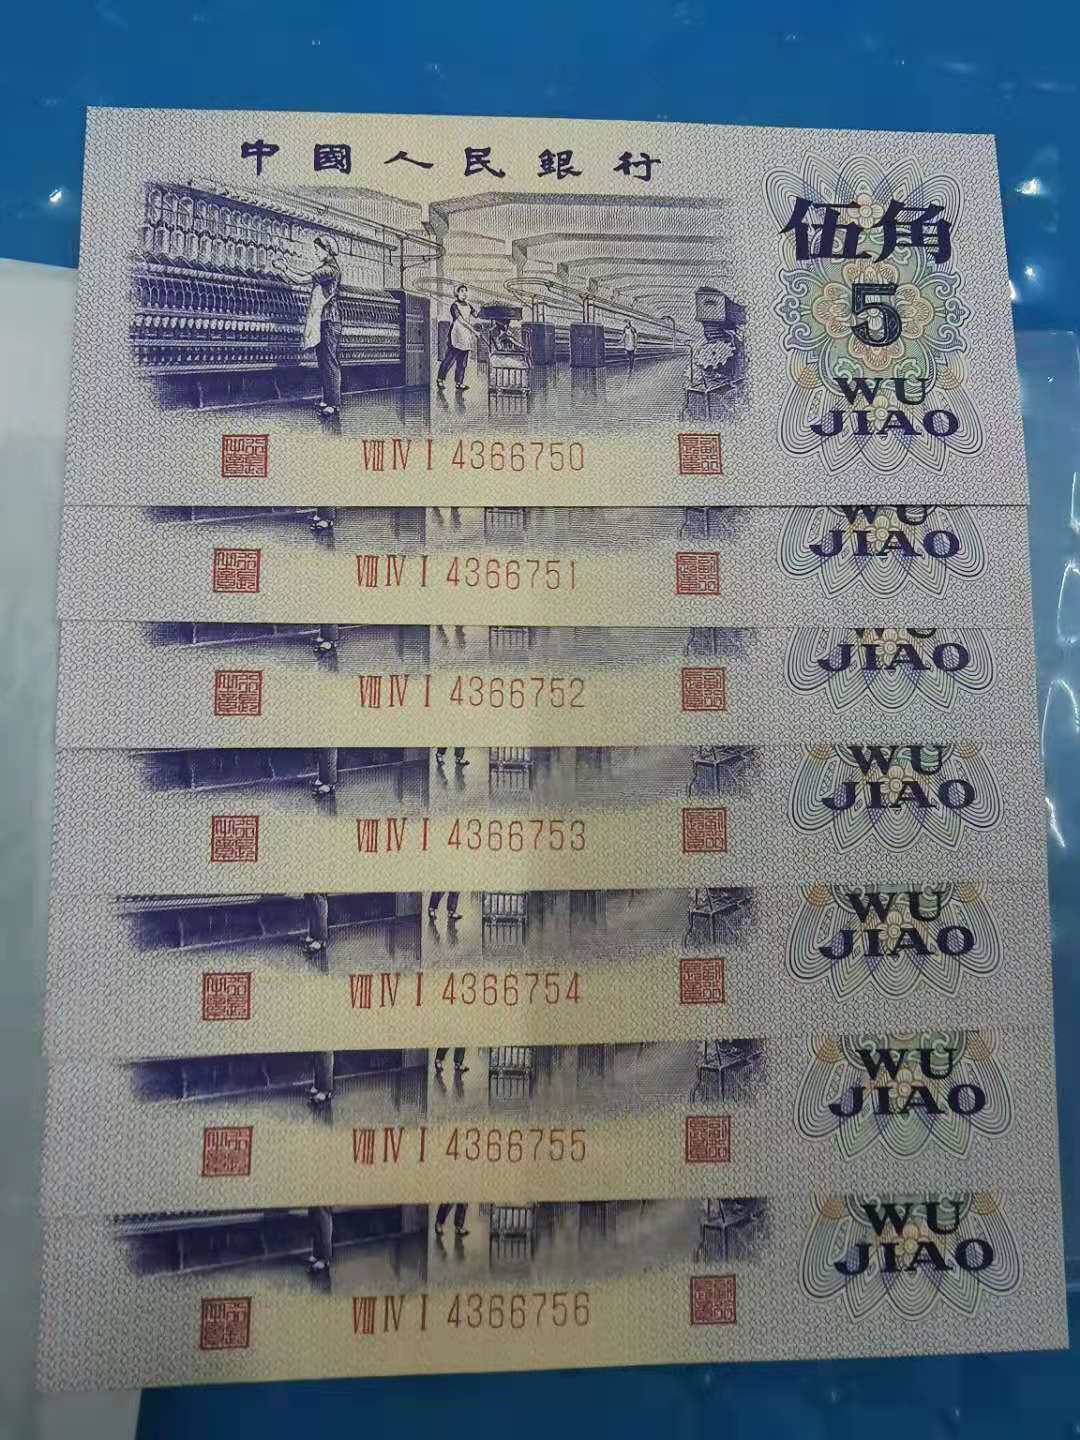 中國人民銀行
伍角
5
WU
JIAO
Ⅷ Ⅳ Ⅰ 4366750
WU
JIAO
Ⅷ Ⅳ Ⅰ 4366751
WU
JIAO
Ⅷ Ⅳ Ⅰ 4366752
WU
JIAO
Ⅷ Ⅳ Ⅰ 4366753
WU
JIAO
Ⅷ Ⅳ Ⅰ 4366754
WU
JIAO
Ⅷ Ⅳ Ⅰ 4366755
WU
JIAO
Ⅷ Ⅳ Ⅰ 4366756